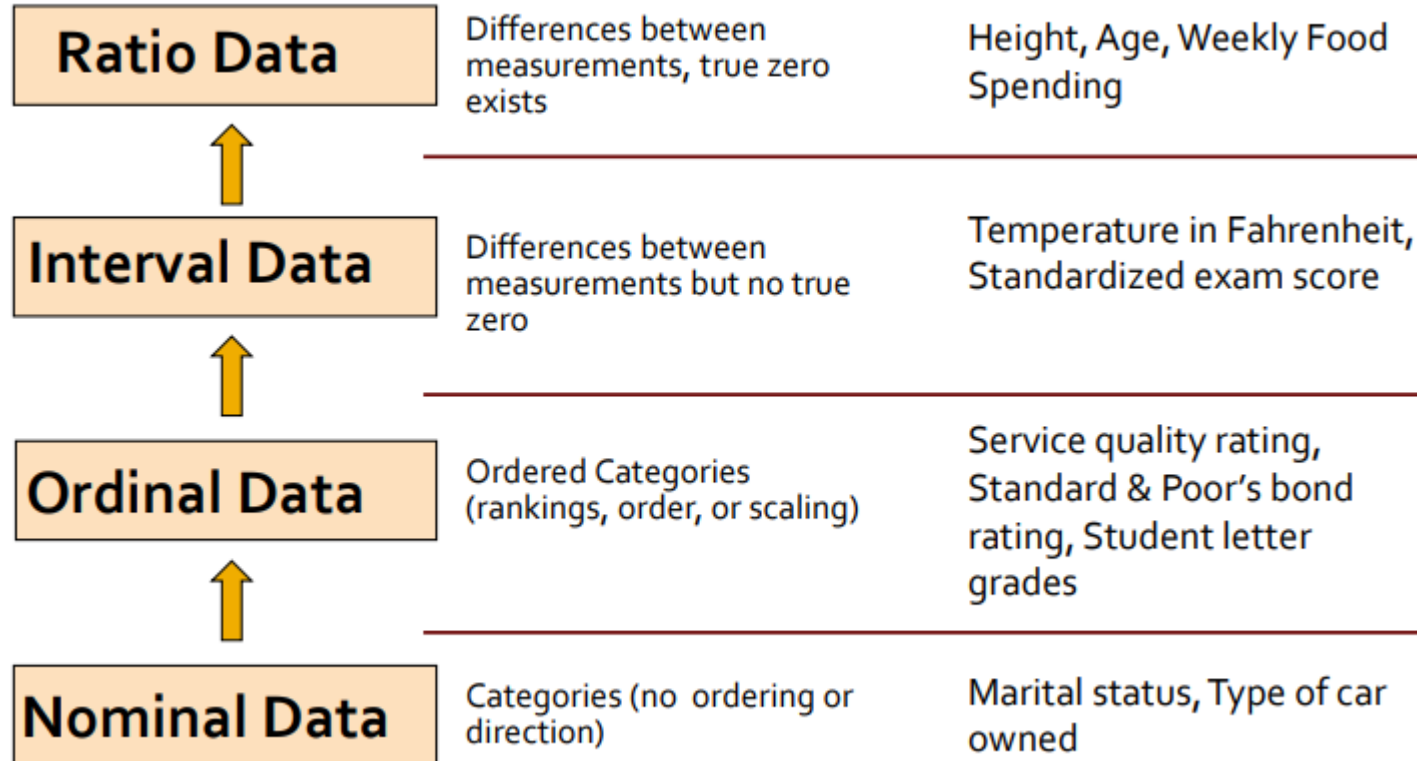 Ratio Data
Differences between
measurements, true zero
exists
Height, Age, Weekly Food
Spending
Interval Data
Differences between
measurements but no true
zero
Temperature in Fahrenheit,
Standardized exam score
Ordinal Data
Ordered Categories
(rankings, order, or scaling)
Service quality rating,
Standard & Poor’s bond
rating, Student letter
grades
Nominal Data
Categories (no ordering or
direction)
Marital status, Type of car
owned